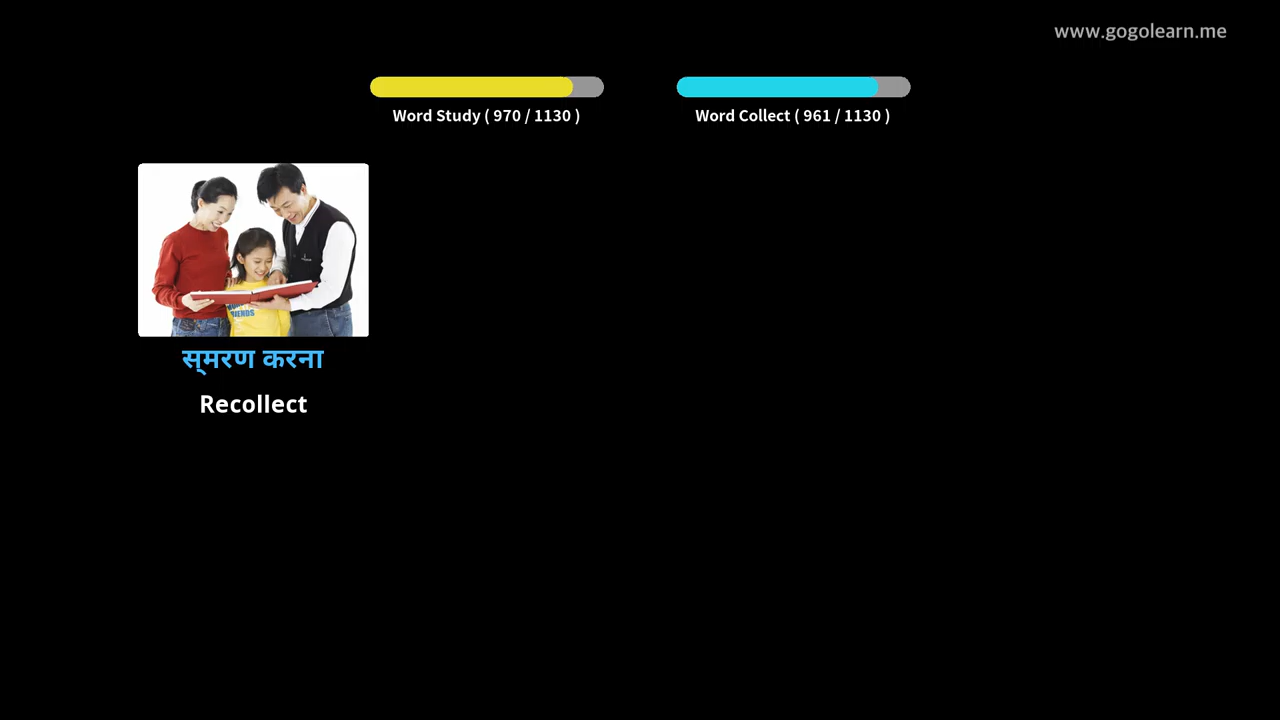 www.gogolearn.me
Word Study ( 970 / 1130 )
Word Collect ( 961 / 1130 )
स्मरण करना
Recollect